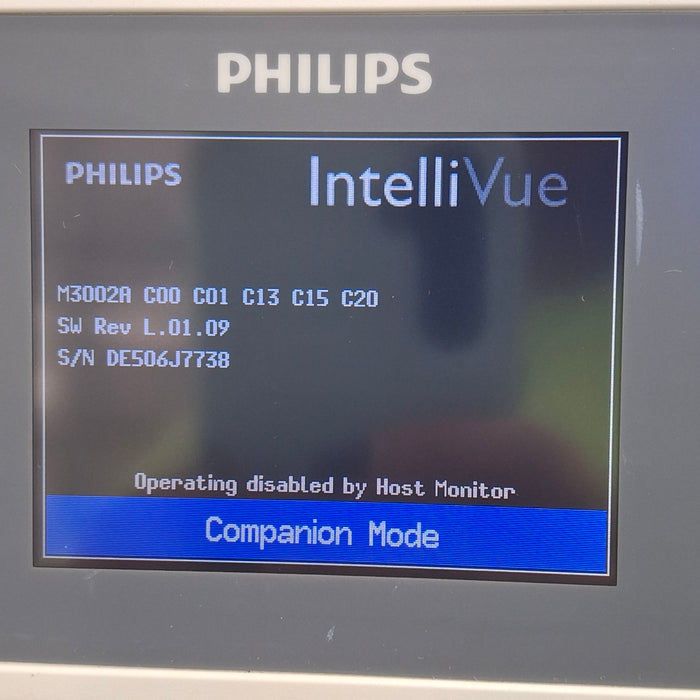 PHILIPS
PHILIPS IntelliVue
M3002A C00 C01 C13 C15 C20
SW Rev L.01.09
S/N DE506J7738
Operating disabled by Host Monitor
Companion Mode